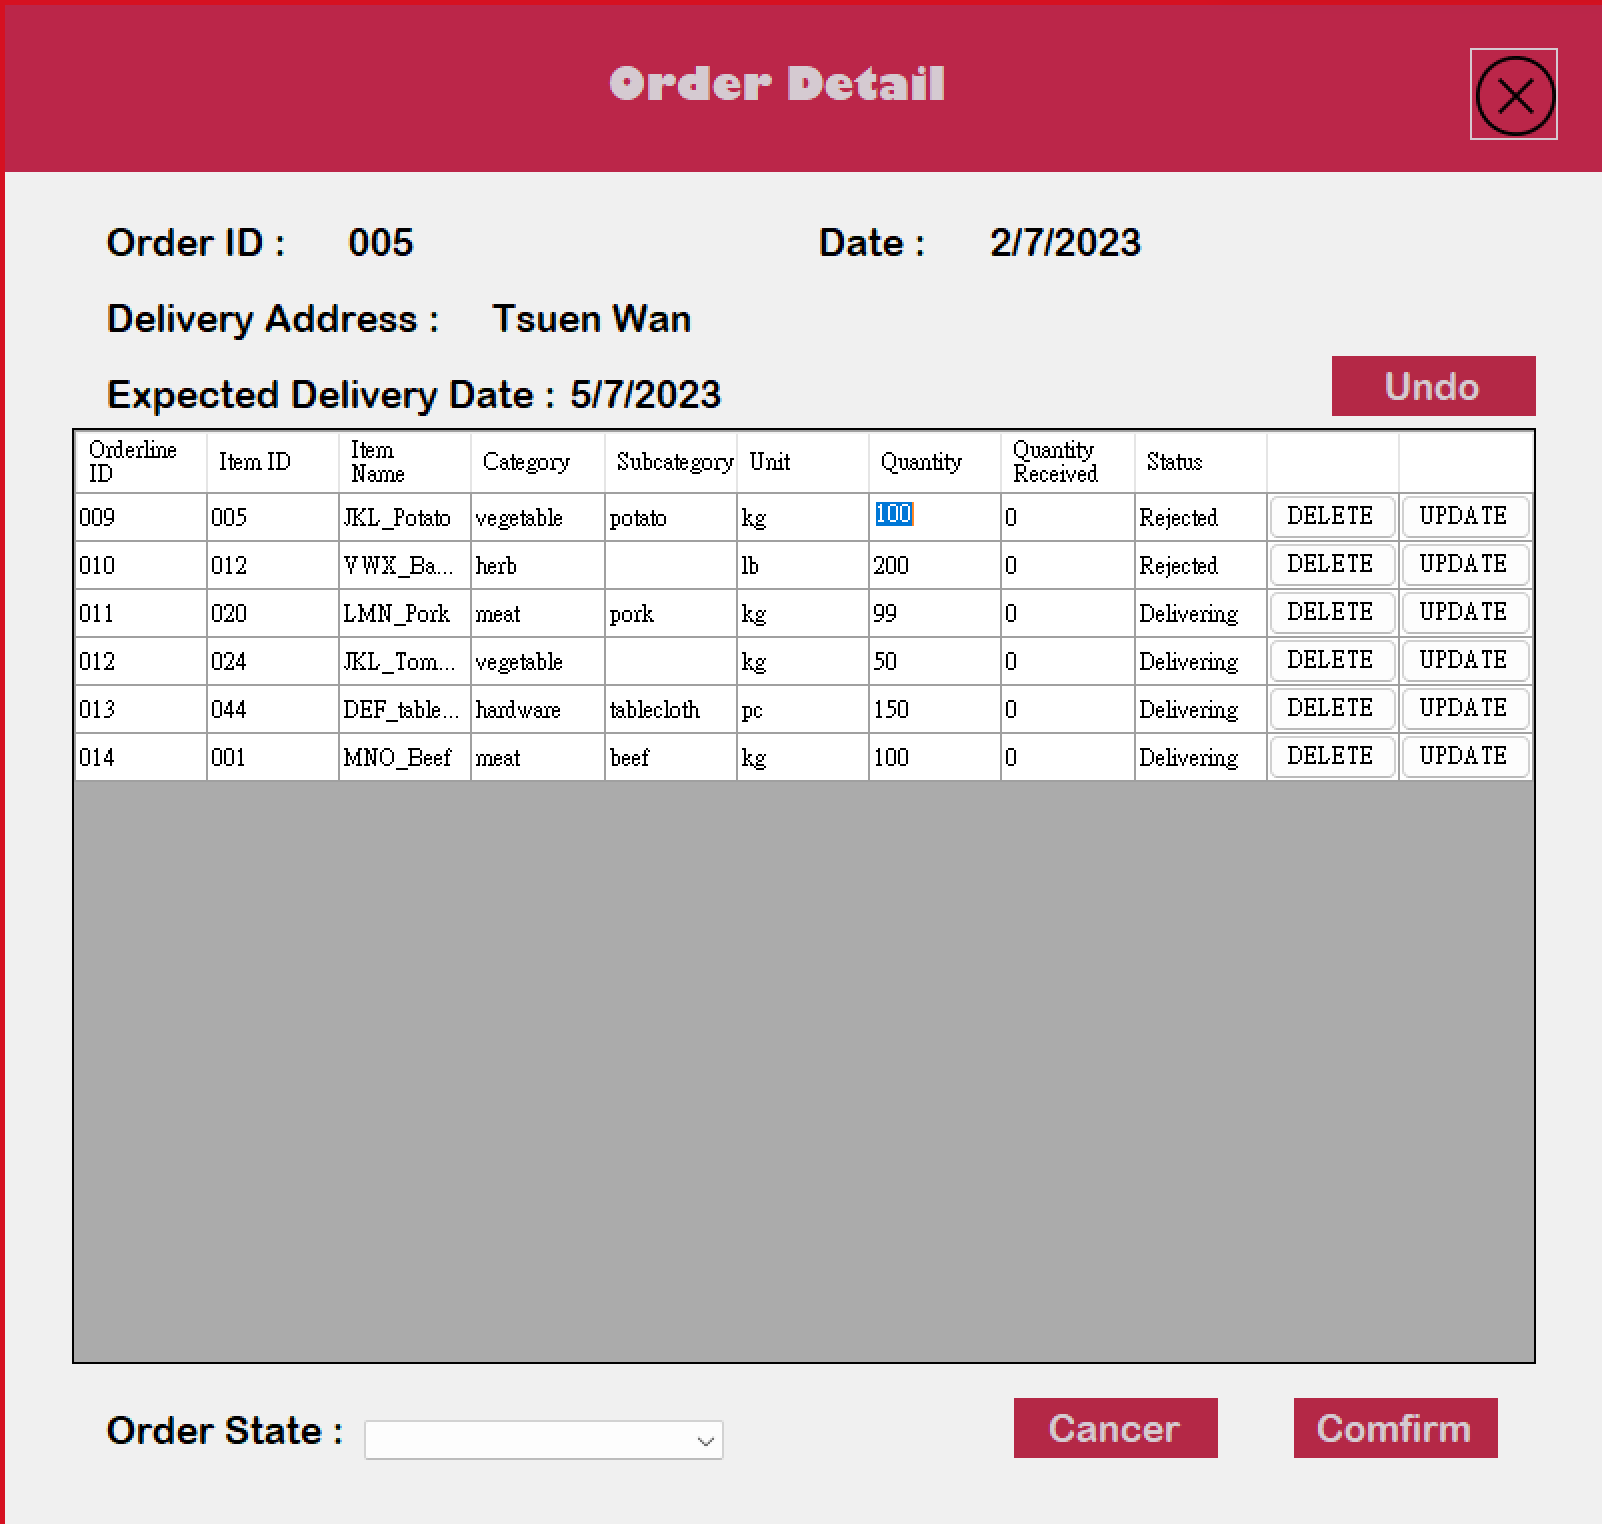 Order Detail
Order ID : 005 Date : 2/7/2023
Delivery Address : Tsuen Wan
Expected Delivery Date : 5/7/2023
Undo
Orderline ID Item ID Item Name Category Subcategory Unit Quantity Quantity Received Status
009 005 JKL_Potato vegetable potato kg 100 0 Rejected DELETE UPDATE
010 012 VWX_Ba... herb lb 200 0 Rejected DELETE UPDATE
011 020 LMN_Pork meat pork kg 99 0 Delivering DELETE UPDATE
012 024 JKL_Tom... vegetable kg 50 0 Delivering DELETE UPDATE
013 044 DEF_table... hardware tablecloth pc 150 0 Delivering DELETE UPDATE
014 001 MNO_Beef meat beef kg 100 0 Delivering DELETE UPDATE
Order State : Cancer Comfirm